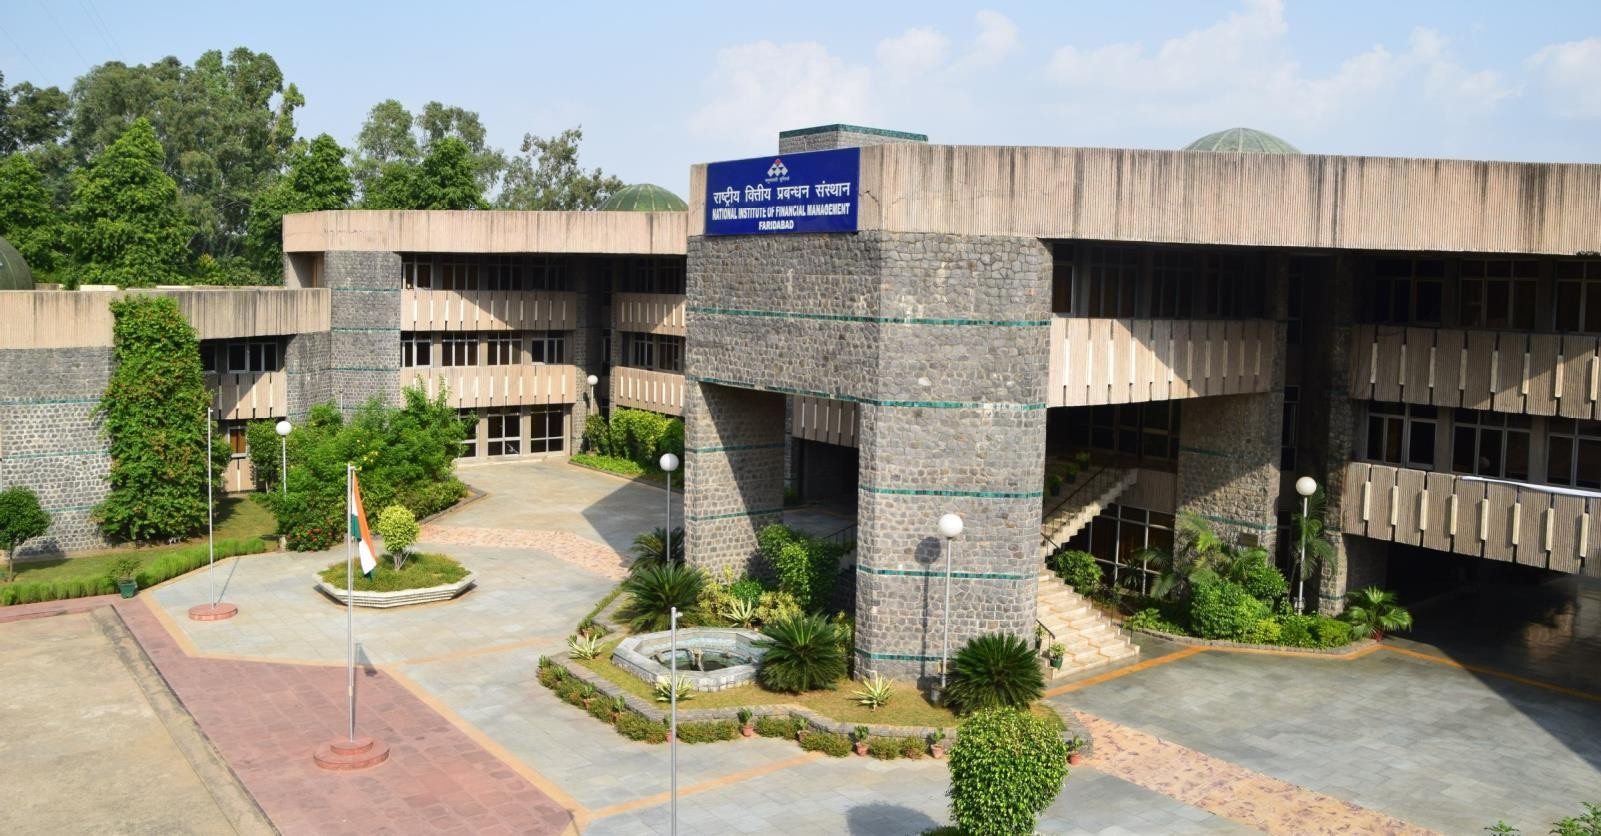 राष्ट्रीय वित्तीय प्रबन्धन संस्थान
NATIONAL INSTITUTE OF FINANCIAL MANAGEMENT
FARIDABAD